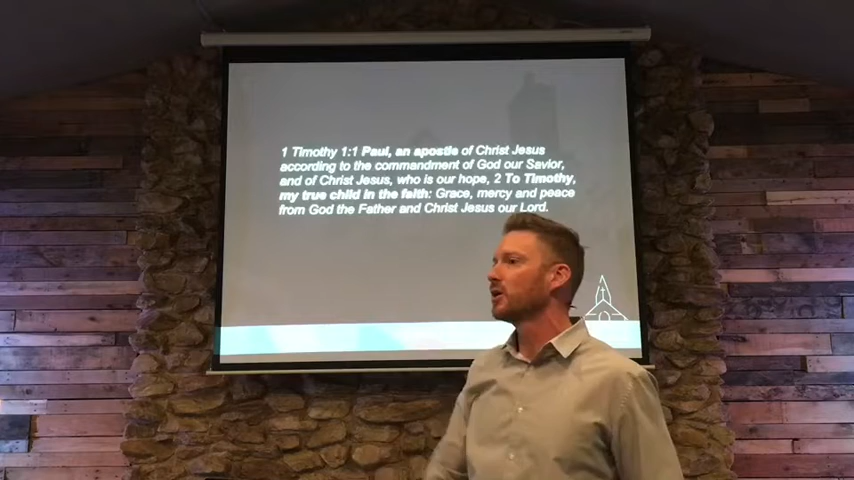 1 Timothy 1:1 Paul, an apostle of Christ Jesus
according to the commandment of God our Savior,
and of Christ Jesus, who is our hope, 2 To Timothy,
my true child in the faith: Grace, mercy and peace
from God the Father and Christ Jesus our Lord.